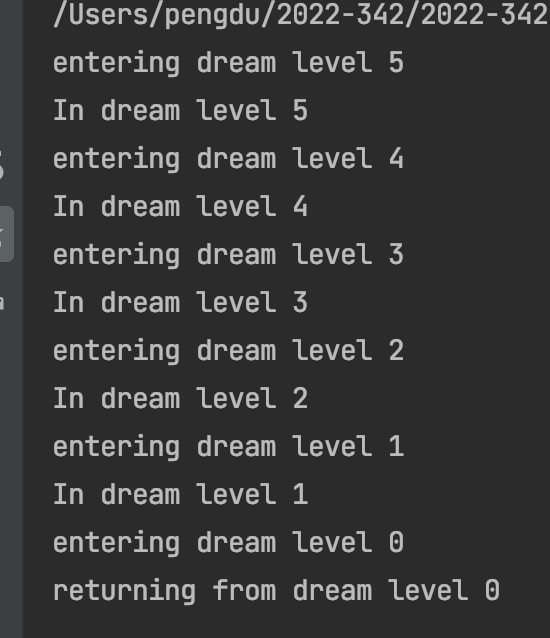 /Users/pengdu/2022-342/2022-342
entering dream level 5
In dream level 5
entering dream level 4
In dream level 4
entering dream level 3
In dream level 3
entering dream level 2
In dream level 2
entering dream level 1
In dream level 1
entering dream level 0
returning from dream level 0